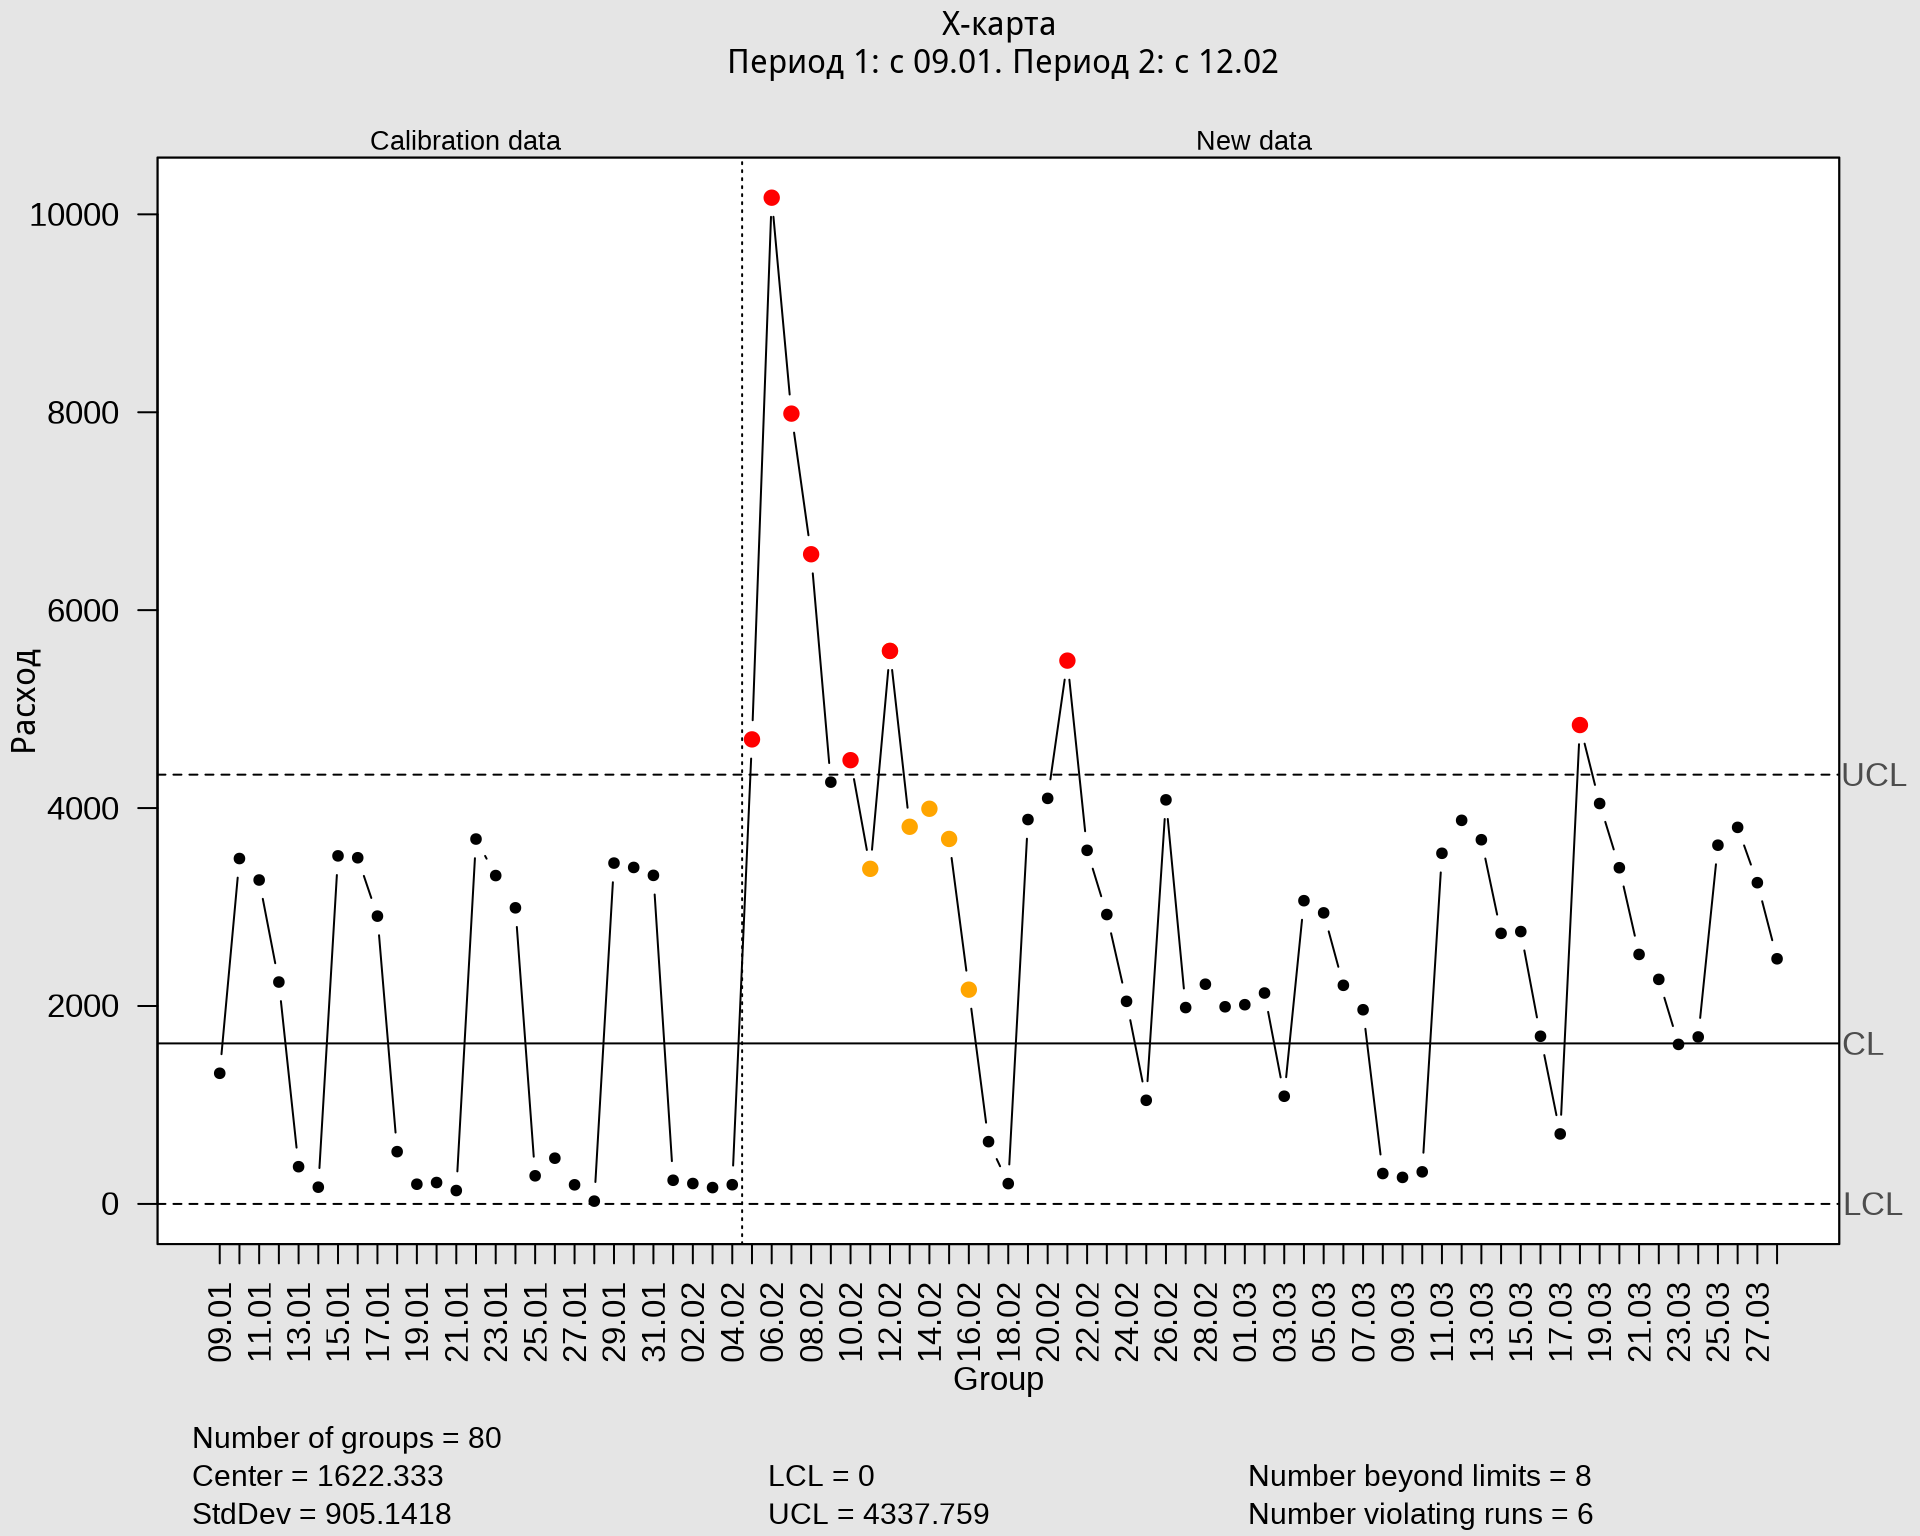 X-карта
Период 1: с 09.01. Период 2: с 12.02
Calibration data
New data
10000
8000
6000
4000
2000
0
Расход
UCL
CL
LCL
09.01
11.01
13.01
15.01
17.01
19.01
21.01
23.01
25.01
27.01
29.01
31.01
02.02
04.02
06.02
08.02
10.02
12.02
14.02
16.02
18.02
20.02
22.02
24.02
26.02
28.02
01.03
03.03
05.03
07.03
09.03
11.03
13.03
15.03
17.03
19.03
21.03
23.03
25.03
27.03
Group
Number of groups = 80
Center = 1622.333
StdDev = 905.1418
LCL = 0
UCL = 4337.759
Number beyond limits = 8
Number violating runs = 6